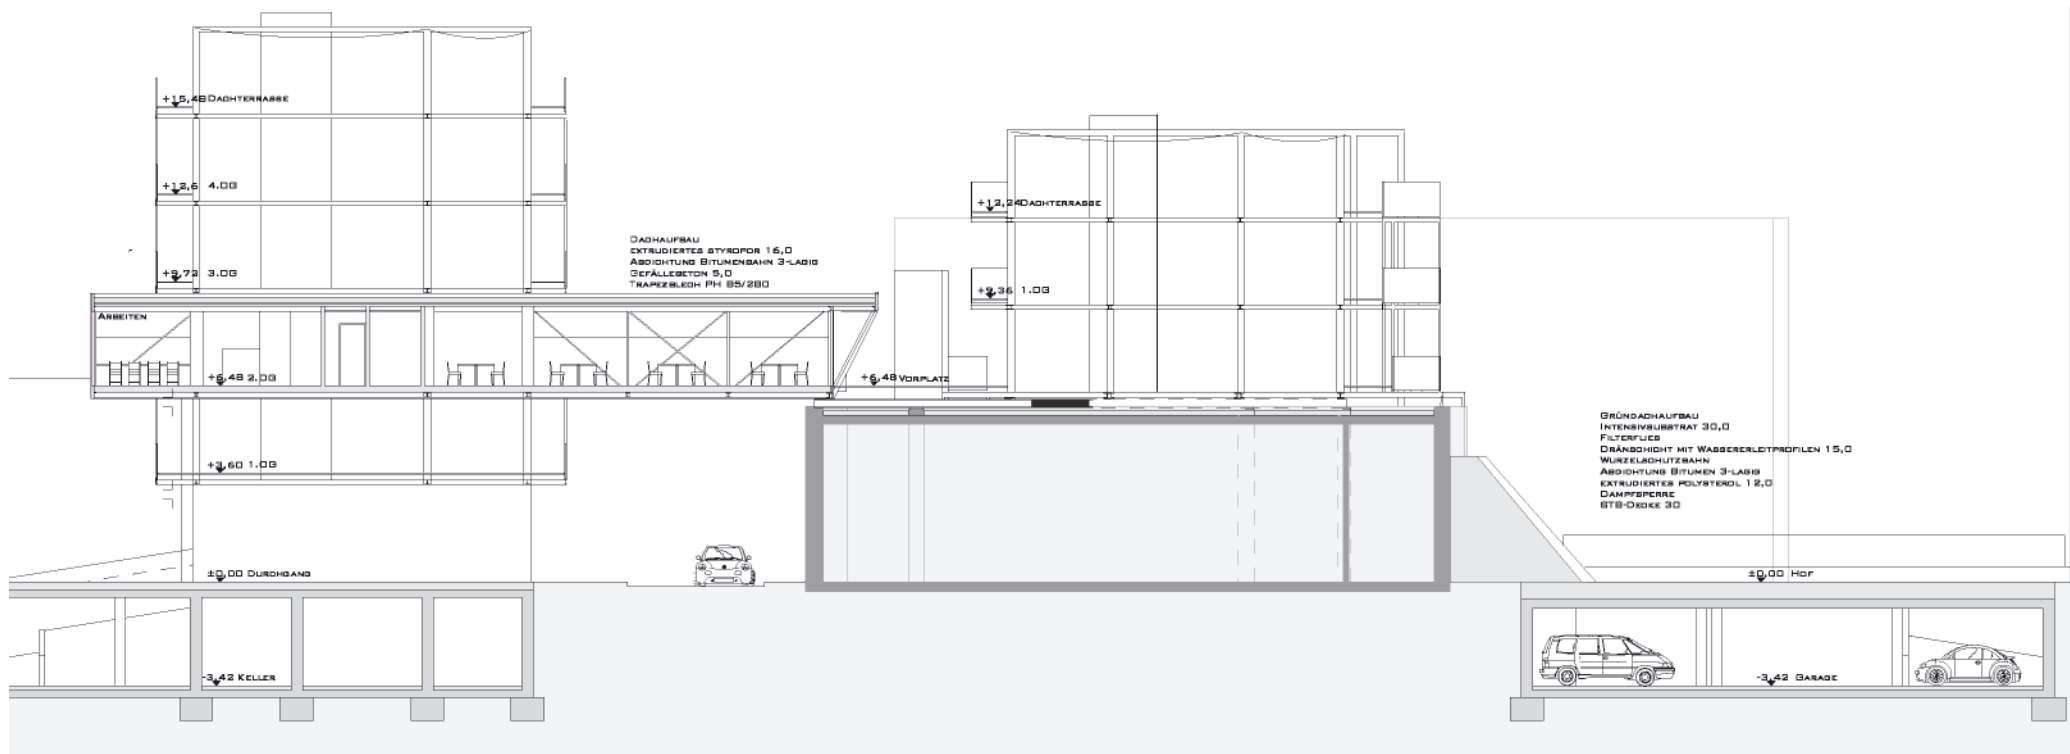 +15,48 Dachterrasse
+12,6 4.OG
+9,72 3.OG
Dachaufbau
extrudiertes Styropor 16,0
Abdichtung Bitumenbahn 3-lagig
Gefällebeton 5,0
Trapezblech PH 85/280
Arbeiten
+6,48 2.OG
+3,60 1.OG
±0,00 Durchgang
-3,42 Keller
+12,24 Dachterrasse
+9,36 1.OG
+6,48 Vorplatz
Gründachaufbau
Intensivsubstrat 30,0
Filterflies
Dränschicht mit Wassererleitprofilen 15,0
Wurzelschutzbahn
Abdichtung Bitumen 3-lagig
extrudiertes Polysterol 12,0
Dampfsperre
STB-Decke 30
±0,00 Hof
-3,42 Garage